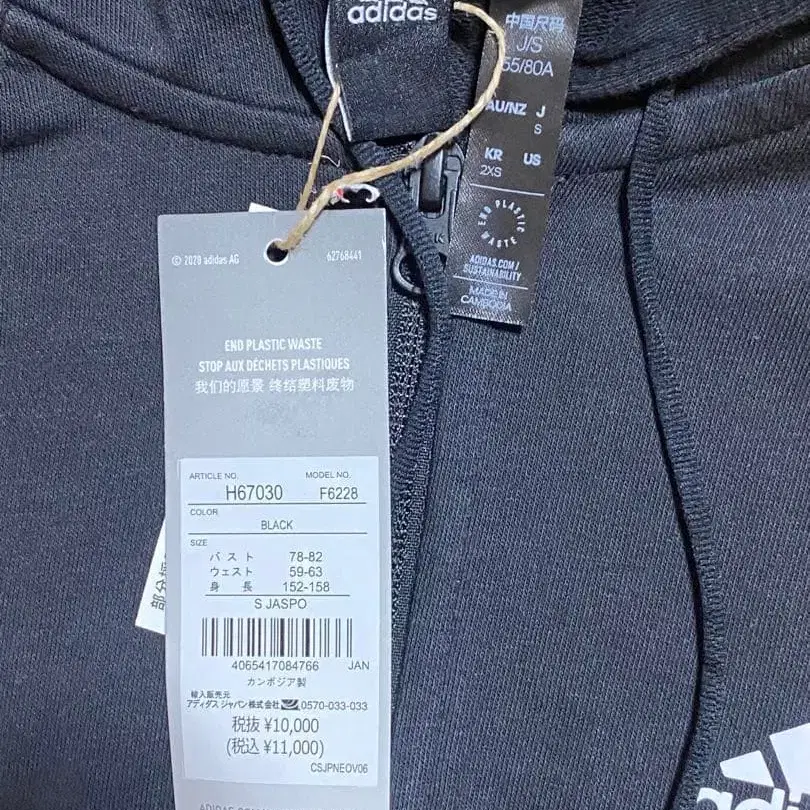 adidas
中国尺码
J/S
55/80A
AU/NZ J
S
KR US
2XS
END PLASTIC WASTE
ADIDAS.COM/
SUSTAINABILITY
MADE IN
CAMBODIA
© 2020 adidas AG 62768441
END PLASTIC WASTE
STOP AUX DÉCHETS PLASTIQUES
我们的愿景 终结塑料废物
ARTICLE NO. MODEL NO.
H67030 F6228
COLOR
BLACK
SIZE
バスト 78-82
ウェスト 59-63
身長 152-158
S JASPO
4065417084766 JAN
カンボジア製
輸入販売元
アディダス ジャパン株式会社 0570-033-033
税抜 ¥10,000
(税込 ¥11,000)
CSJPNEOV06
部分